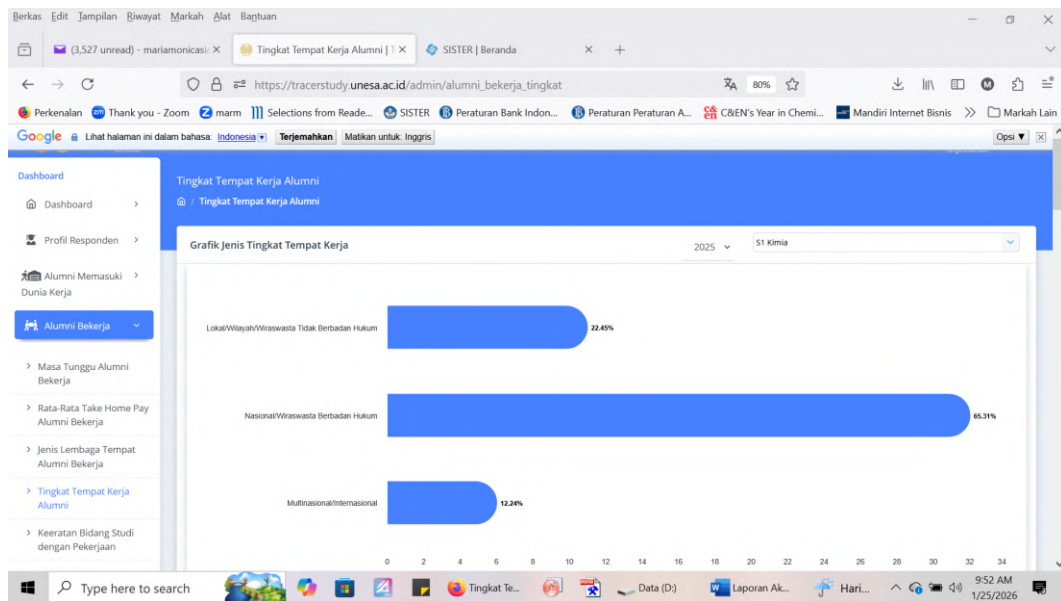 Berkas Edit Tampilan Riwayat Markah Alat Bantuan
(3,527 unread) - mariamonicasi
Tingkat Tempat Kerja Alumni | T
SISTER | Beranda
https://tracerstudy.unesa.ac.id/admin/alumni_bekerja_tingkat
80%
Perkenalan
Thank you - Zoom
marm
Selections from Reade...
SISTER
Peraturan Bank Indon...
Peraturan Peraturan A...
C&EN's Year in Chemi...
Mandiri Internet Bisnis
Markah Lain
Google Lihat halaman ini dalam bahasa: Indonesia Terjemahkan Matikan untuk: Inggris Opsi
Dashboard
Dashboard
Profil Responden
Alumni Memasuki
Dunia Kerja
Alumni Bekerja
Masa Tunggu Alumni
Bekerja
Rata-Rata Take Home Pay
Alumni Bekerja
Jenis Lembaga Tempat
Alumni Bekerja
Tingkat Tempat Kerja
Alumni
Keeratan Bidang Studi
dengan Pekerjaan
Tingkat Tempat Kerja Alumni
/ Tingkat Tempat Kerja Alumni
Grafik Jenis Tingkat Tempat Kerja
2025
S1 Kimia
Lokal/Wilayah/Wiraswasta Tidak Berbadan Hukum 22.45%
Nasional/Wiraswasta Berbadan Hukum 65.31%
Multinasional/Internasional 12.24%
0 2 4 6 8 10 12 14 16 18 20 22 24 26 28 30 32 34
Type here to search
Tingkat Te...
Data (D:)
Laporan Ak...
Hari...
9:52 AM
1/25/2026